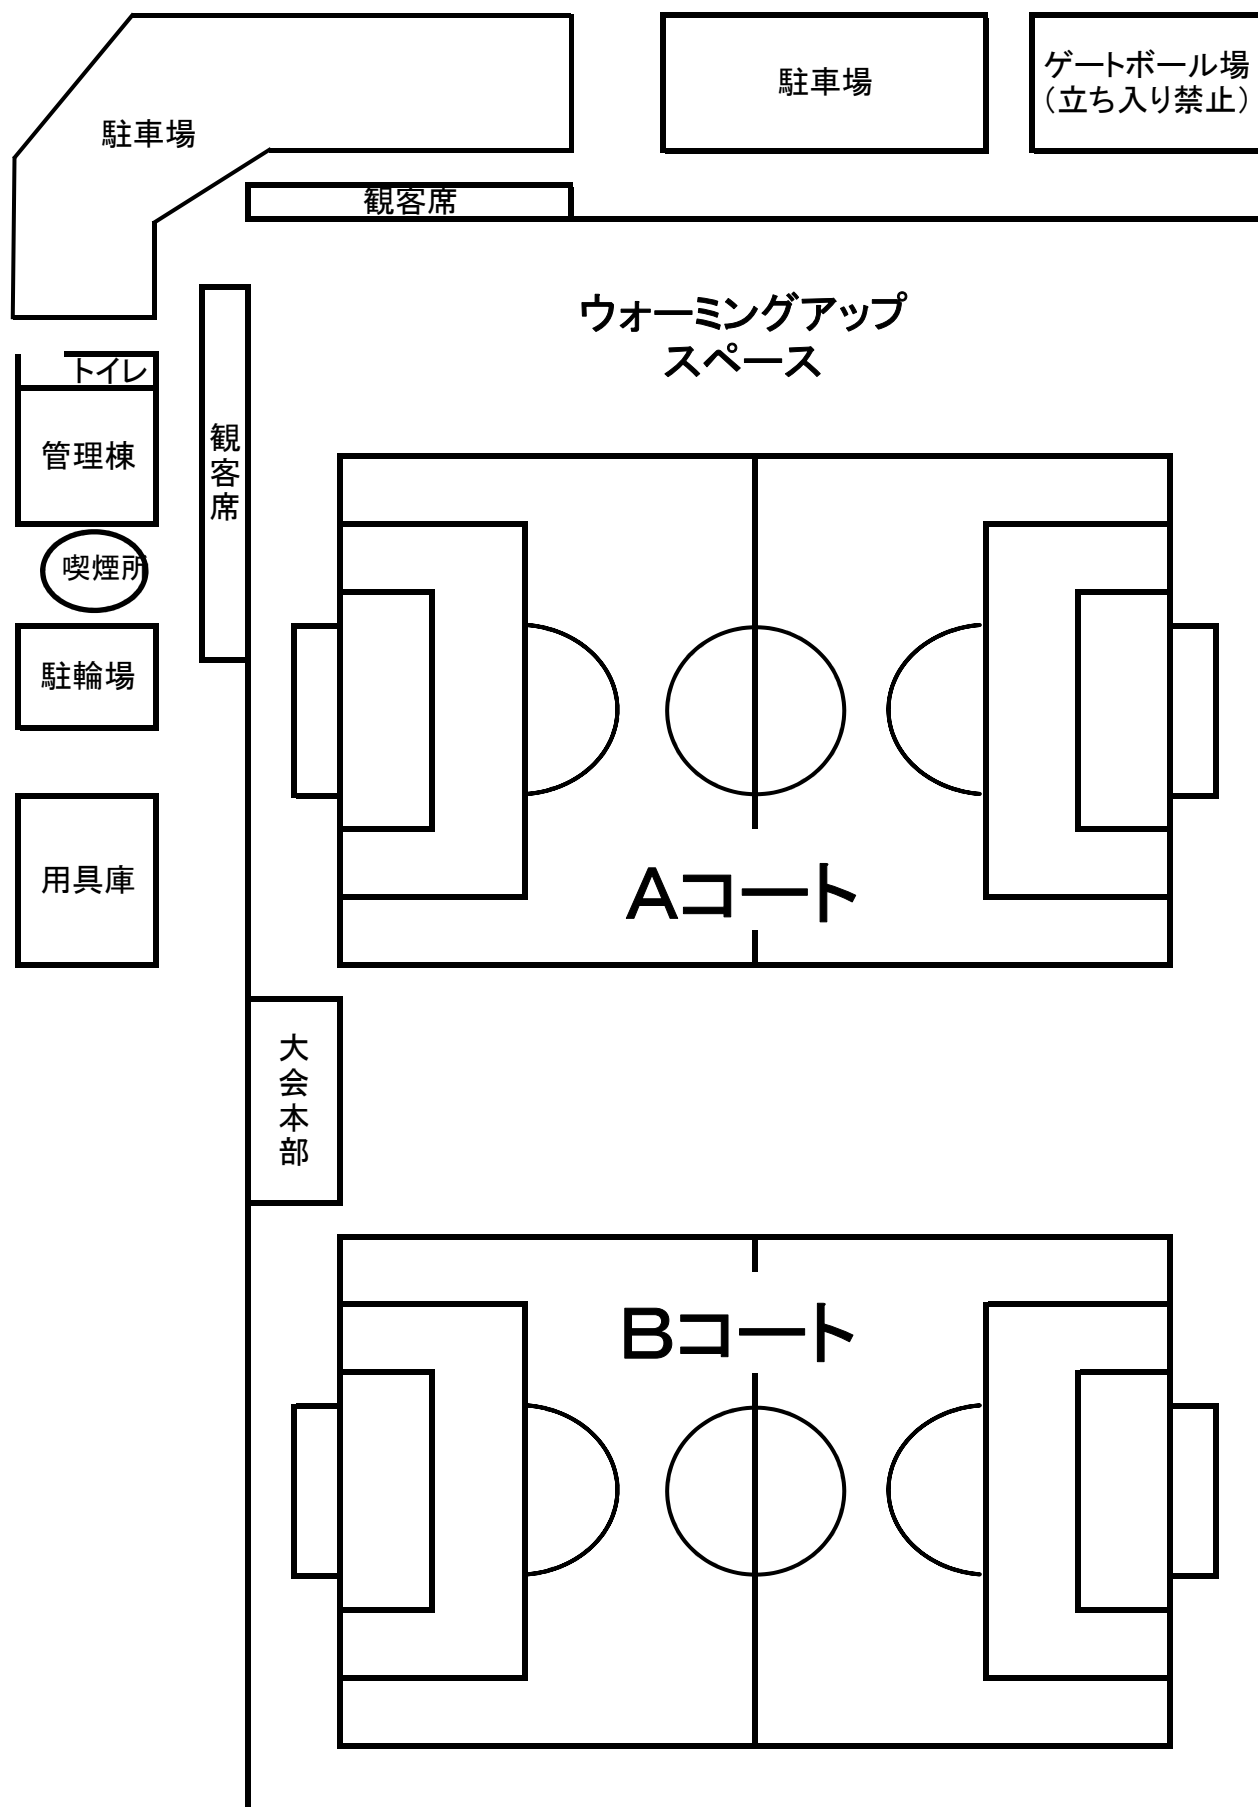 駐車場
ゲートボール場
（立ち入り禁止）
駐車場
観客席
ウォーミングアップ
スペース
トイレ
管理棟
観客席
喫煙所
駐輪場
用具庫
Aコート
大会本部
Bコート